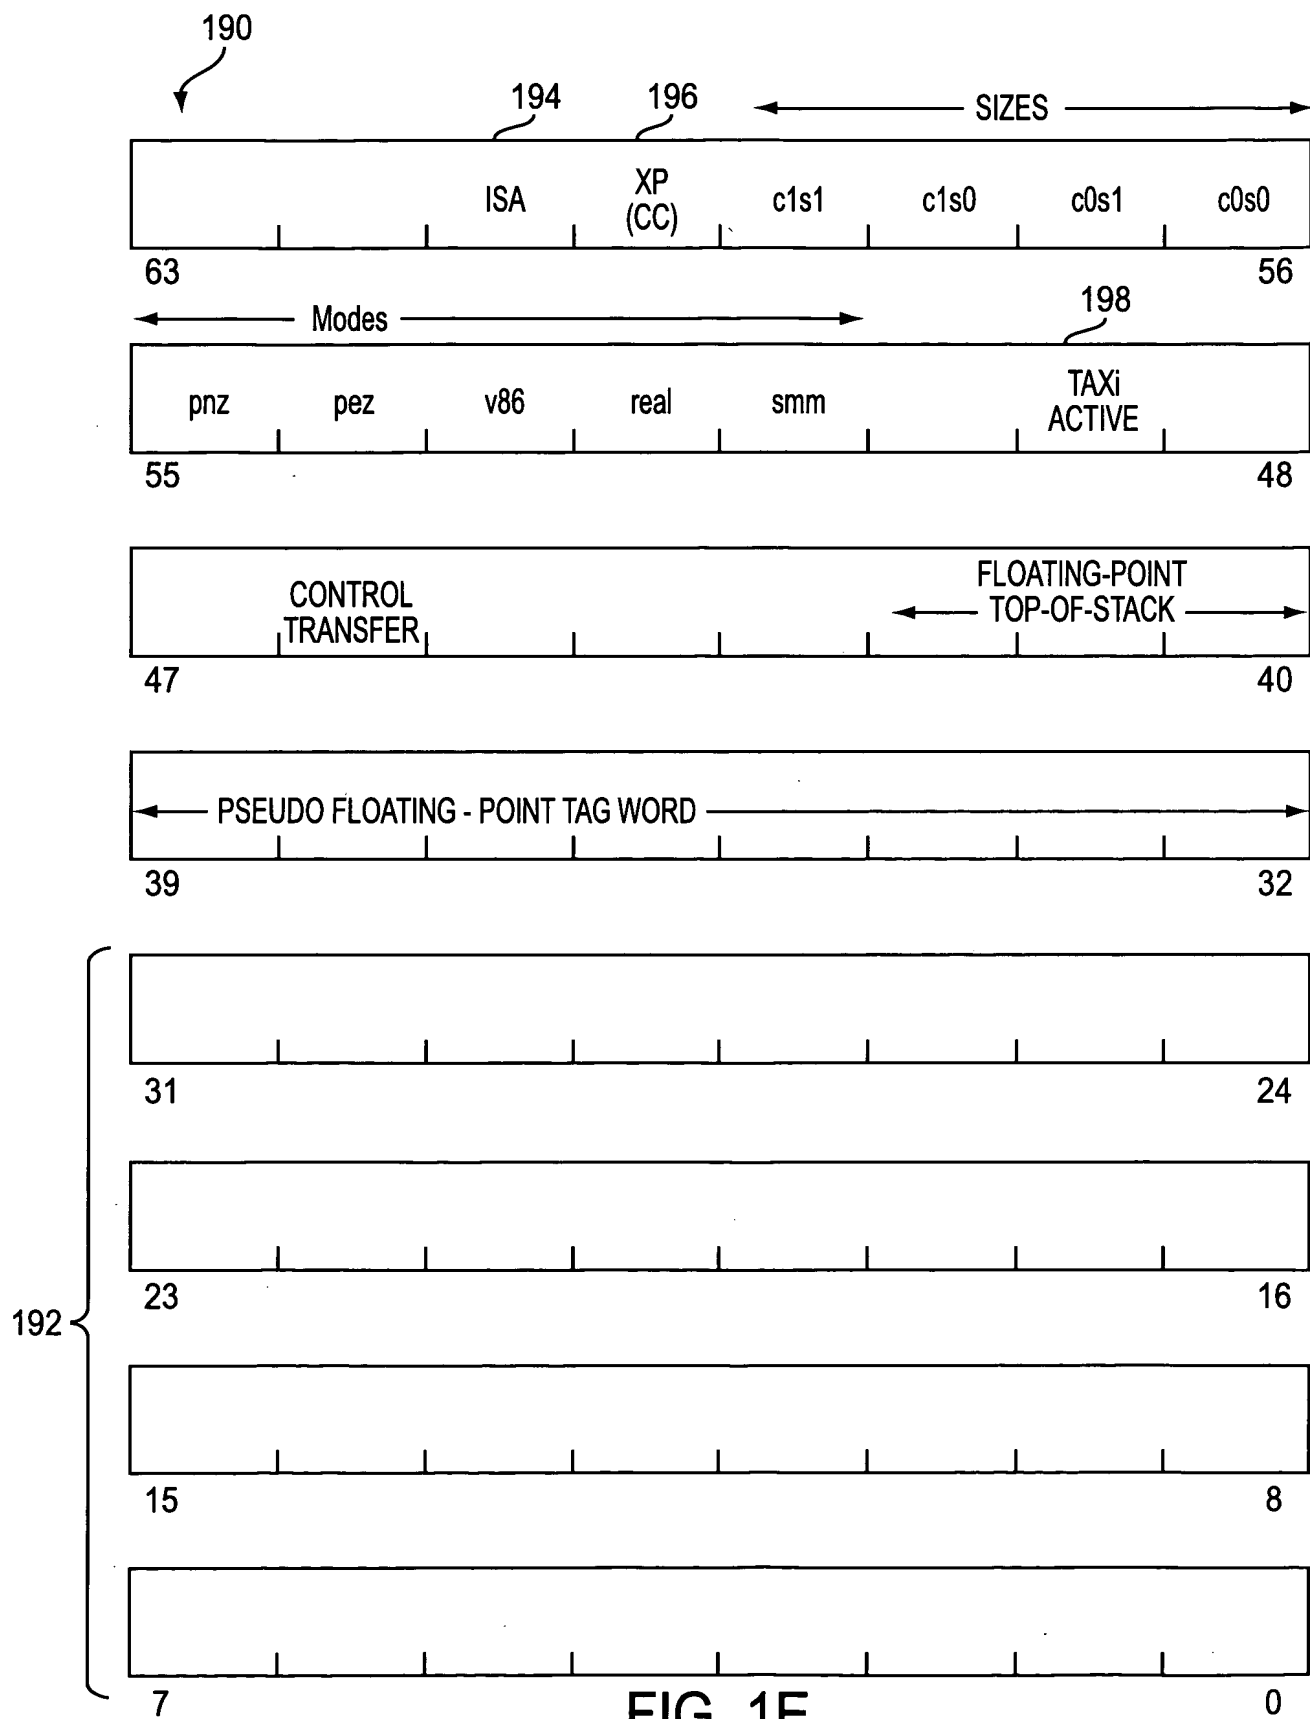 190
194 196 SIZES
ISA XP (CC) c1s1 c1s0 c0s1 c0s0
63 56
Modes 198
pnz pez v86 real smm TAXi ACTIVE
55 48
CONTROL TRANSFER FLOATING-POINT TOP-OF-STACK
47 40
PSEUDO FLOATING - POINT TAG WORD
39 32
31 24
23 16
192
15 8
7 0